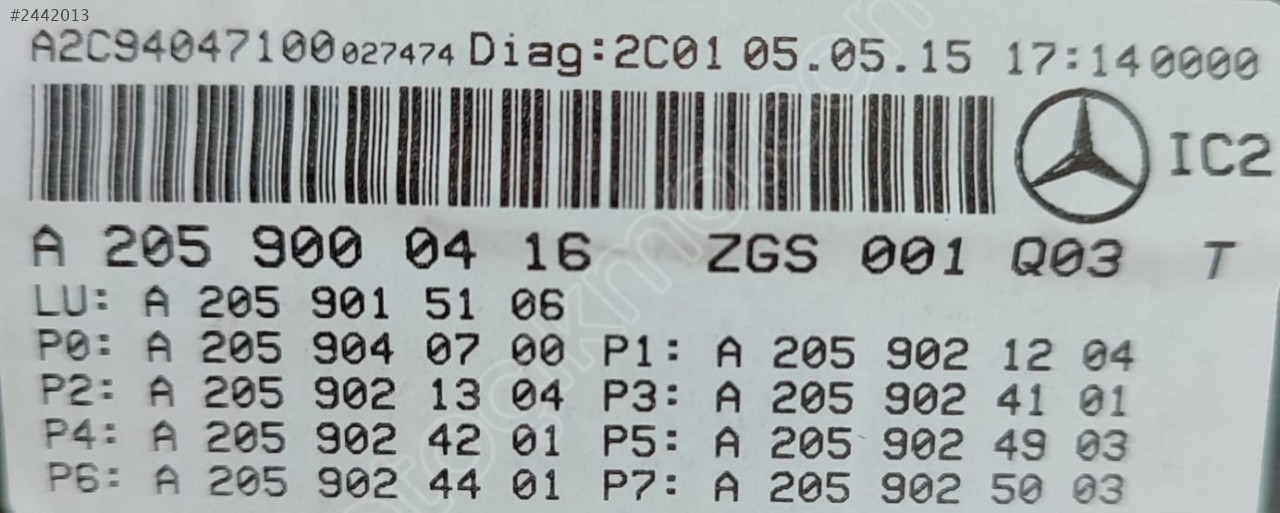 #2442013
A2C94047100027474 Diag:2C01 05.05.15 17:140000
IC2
A 205 900 04 16 ZGS 001 Q03 T
LU: A 205 901 51 06
P0: A 205 904 07 00 P1: A 205 902 12 04
P2: A 205 902 13 04 P3: A 205 902 41 01
P4: A 205 902 42 01 P5: A 205 902 49 03
P6: A 205 902 44 01 P7: A 205 902 50 03